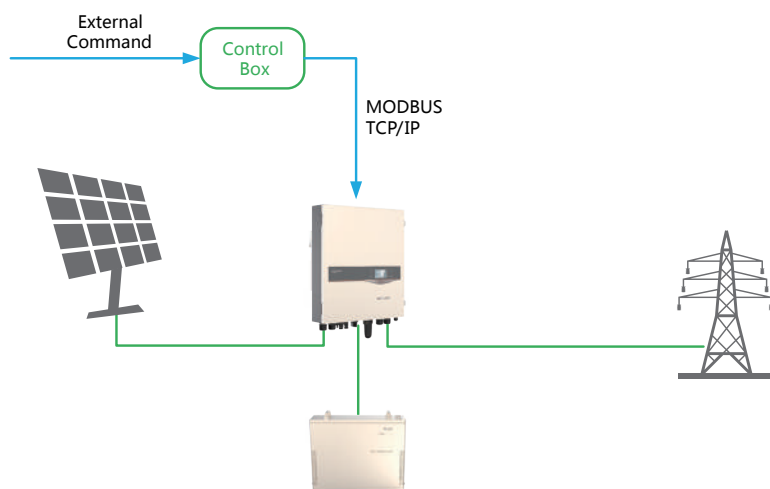 External
Command
Control
Box
MODBUS
TCP/IP